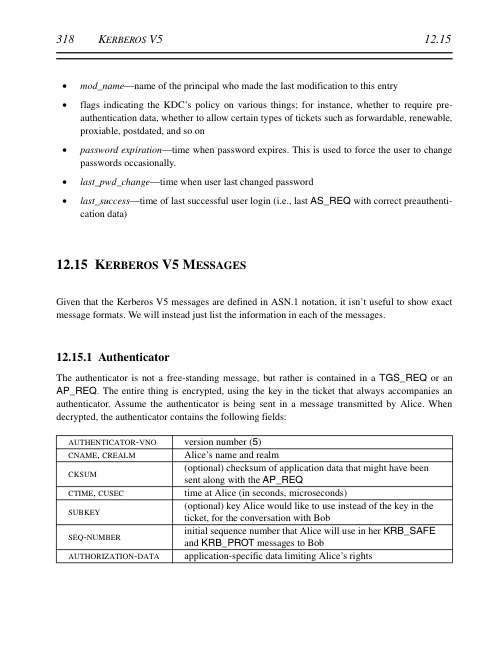 318 KERBEROS V5 12.15
• mod_name—name of the principal who made the last modification to this entry
• flags indicating the KDC's policy on various things; for instance, whether to require pre-
authentication data, whether to allow certain types of tickets such as forwardable, renewable,
proxiable, postdated, and so on
• password expiration—time when password expires. This is used to force the user to change
passwords occasionally.
• last_pwd_change—time when user last changed password
• last_success—time of last successful user login (i.e., last AS_REQ with correct preauthenti-
cation data)
12.15 KERBEROS V5 MESSAGES
Given that the Kerberos V5 messages are defined in ASN.1 notation, it isn't useful to show exact
message formats. We will instead just list the information in each of the messages.
12.15.1 Authenticator
The authenticator is not a free-standing message, but rather is contained in a TGS_REQ or an
AP_REQ. The entire thing is encrypted, using the key in the ticket that always accompanies an
authenticator. Assume the authenticator is being sent in a message transmitted by Alice. When
decrypted, the authenticator contains the following fields:
AUTHENTICATOR-VNO version number (5)
CNAME, CREALM Alice's name and realm
CKSUM (optional) checksum of application data that might have been
sent along with the AP_REQ
CTIME, CUSEC time at Alice (in seconds, microseconds)
SUBKEY (optional) key Alice would like to use instead of the key in the
ticket, for the conversation with Bob
SEQ-NUMBER initial sequence number that Alice will use in her KRB_SAFE
and KRB_PROT messages to Bob
AUTHORIZATION-DATA application-specific data limiting Alice's rights